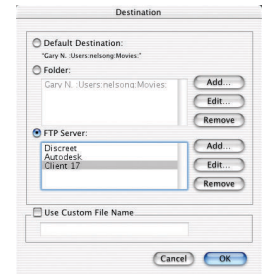 Destination
Default Destination:
"Gary N. :Users:nelsong:Movies:"
Folder:
Gary N. :Users:nelsong:Movies:
Add...
Edit...
Remove
FTP Server:
Discreet
Autodesk
Client 17
Add...
Edit...
Remove
Use Custom File Name
Cancel
OK